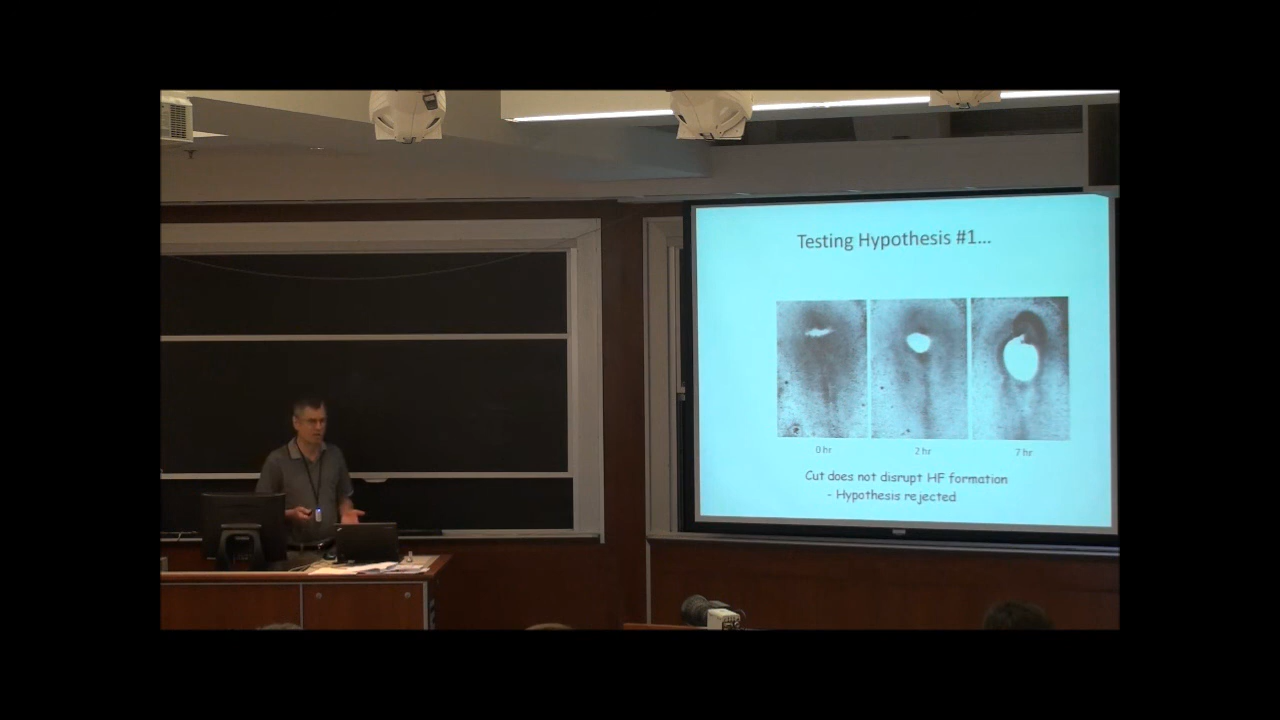 Testing Hypothesis #1...
0 hr
2 hr
7 hr
Cut does not disrupt HF formation
- Hypothesis rejected